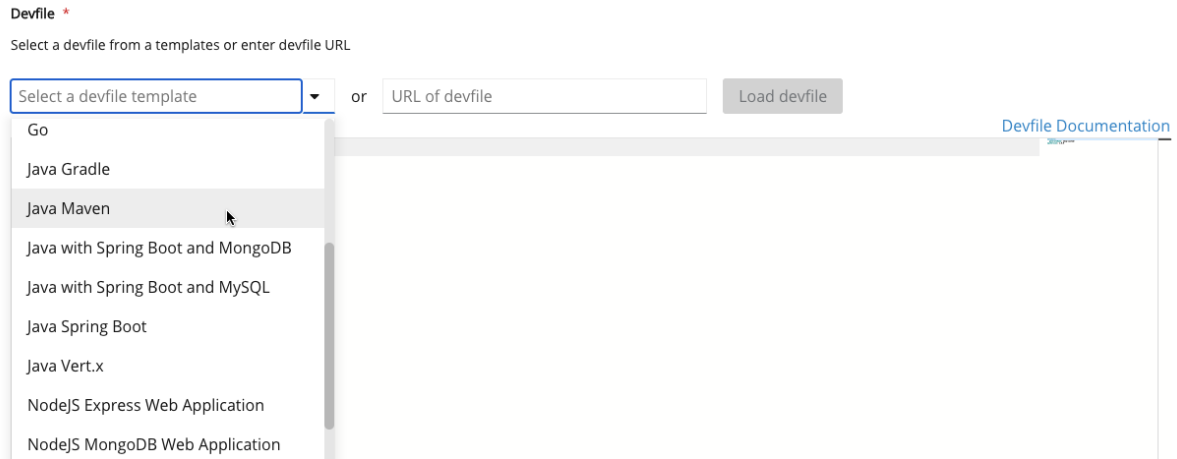 Devfile *
Select a devfile from a templates or enter devfile URL
Select a devfile template or URL of devfile Load devfile
Devfile Documentation
Go
Java Gradle
Java Maven
Java with Spring Boot and MongoDB
Java with Spring Boot and MySQL
Java Spring Boot
Java Vert.x
NodeJS Express Web Application
NodeJS MongoDB Web Application